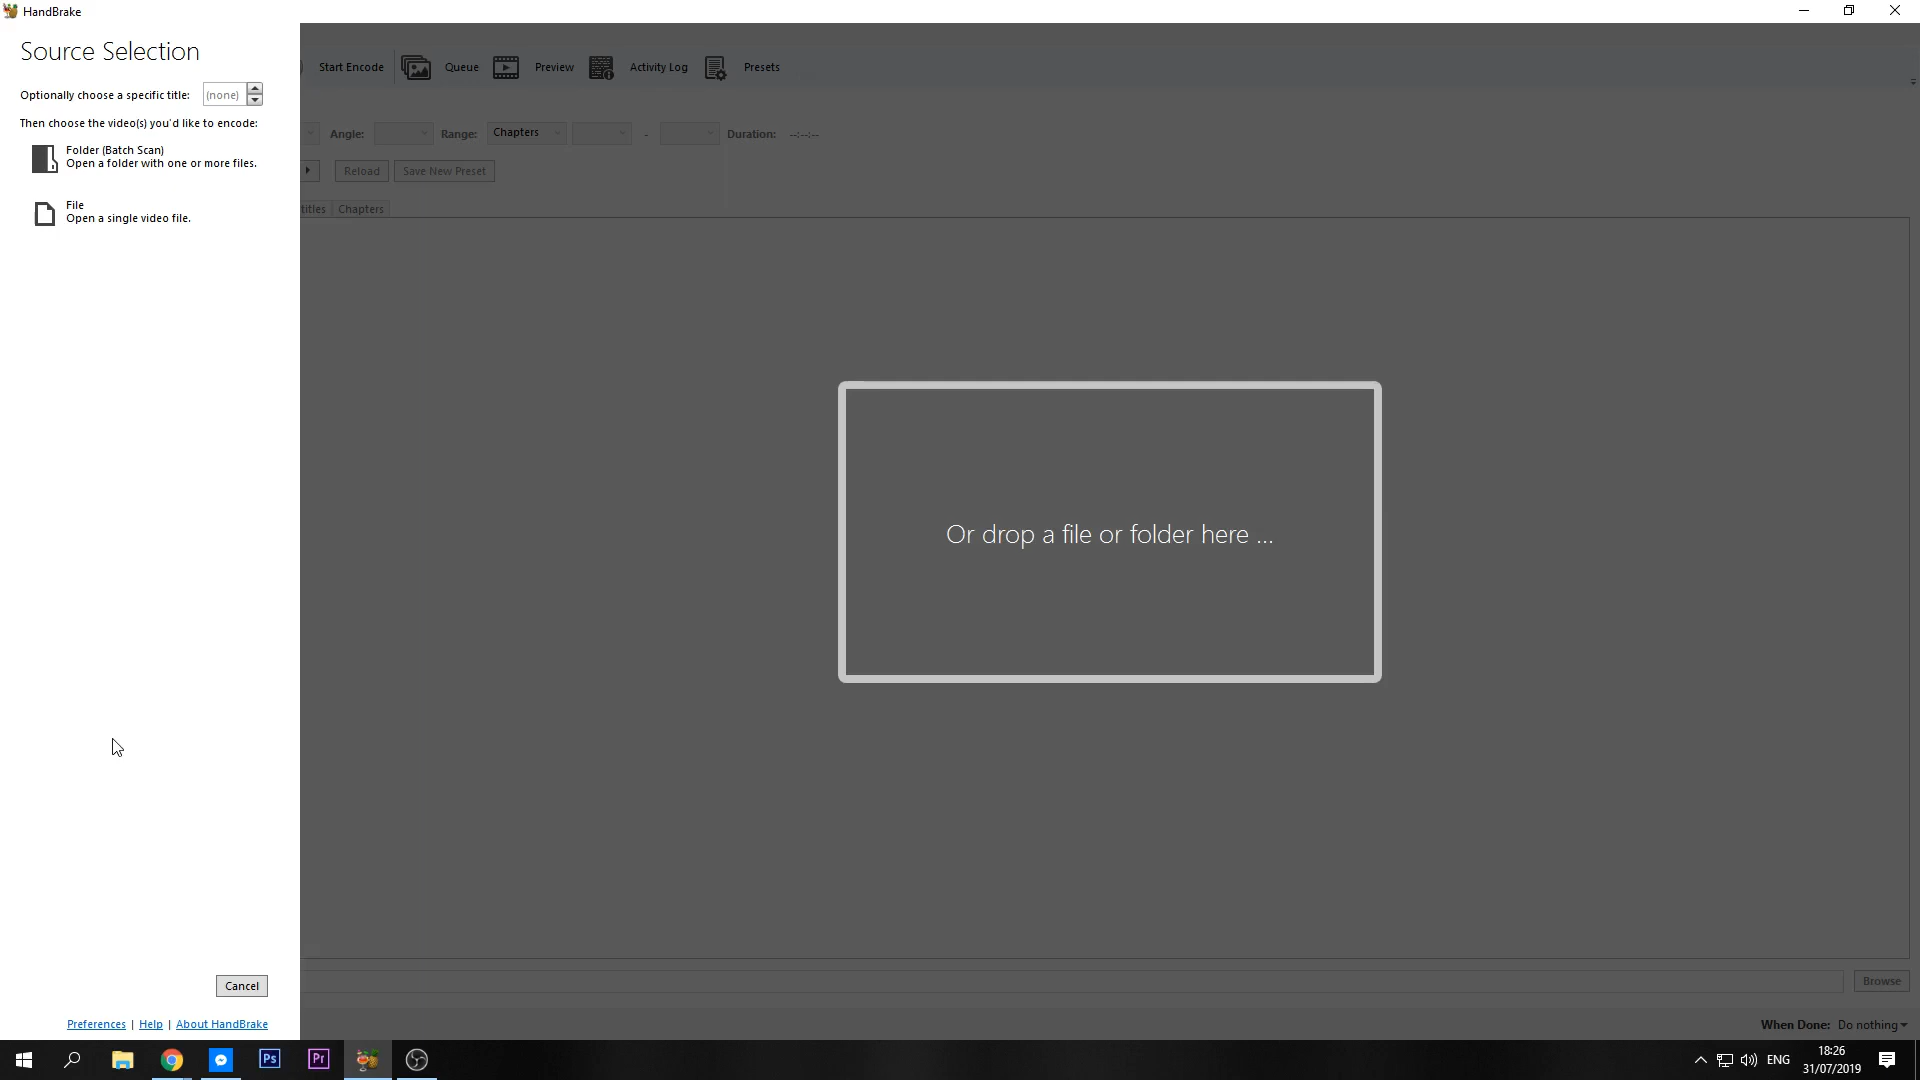 HandBrake
Source Selection
Optionally choose a specific title: (none)
Then choose the video(s) you'd like to encode:
Folder (Batch Scan)
Open a folder with one or more files.
File
Open a single video file.
Start Encode Queue Preview Activity Log Presets
Angle: Range: Chapters - Duration: --:--:--
Reload Save New Preset
titles Chapters
Or drop a file or folder here ...
Cancel
Browse
Preferences | Help | About HandBrake
When Done: Do nothing
Ps Pr
ENG
18:26
31/07/2019